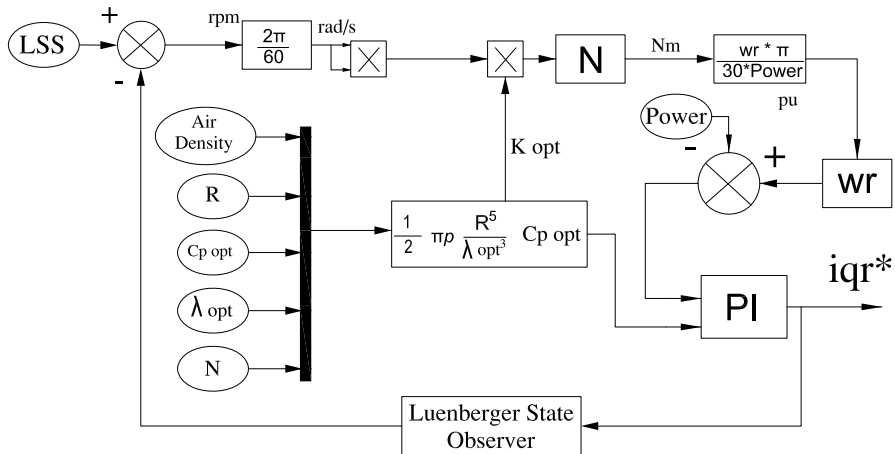 LSS
+
-
rpm
2π
60
rad/s
N
Nm
wr * π
30*Power
pu
Power
-
+
wr
Air
Density
R
Cp opt
λ opt
N
K opt
1
2
πp
R5
λ opt3
Cp opt
PI
iqr*
Luenberger State
Observer